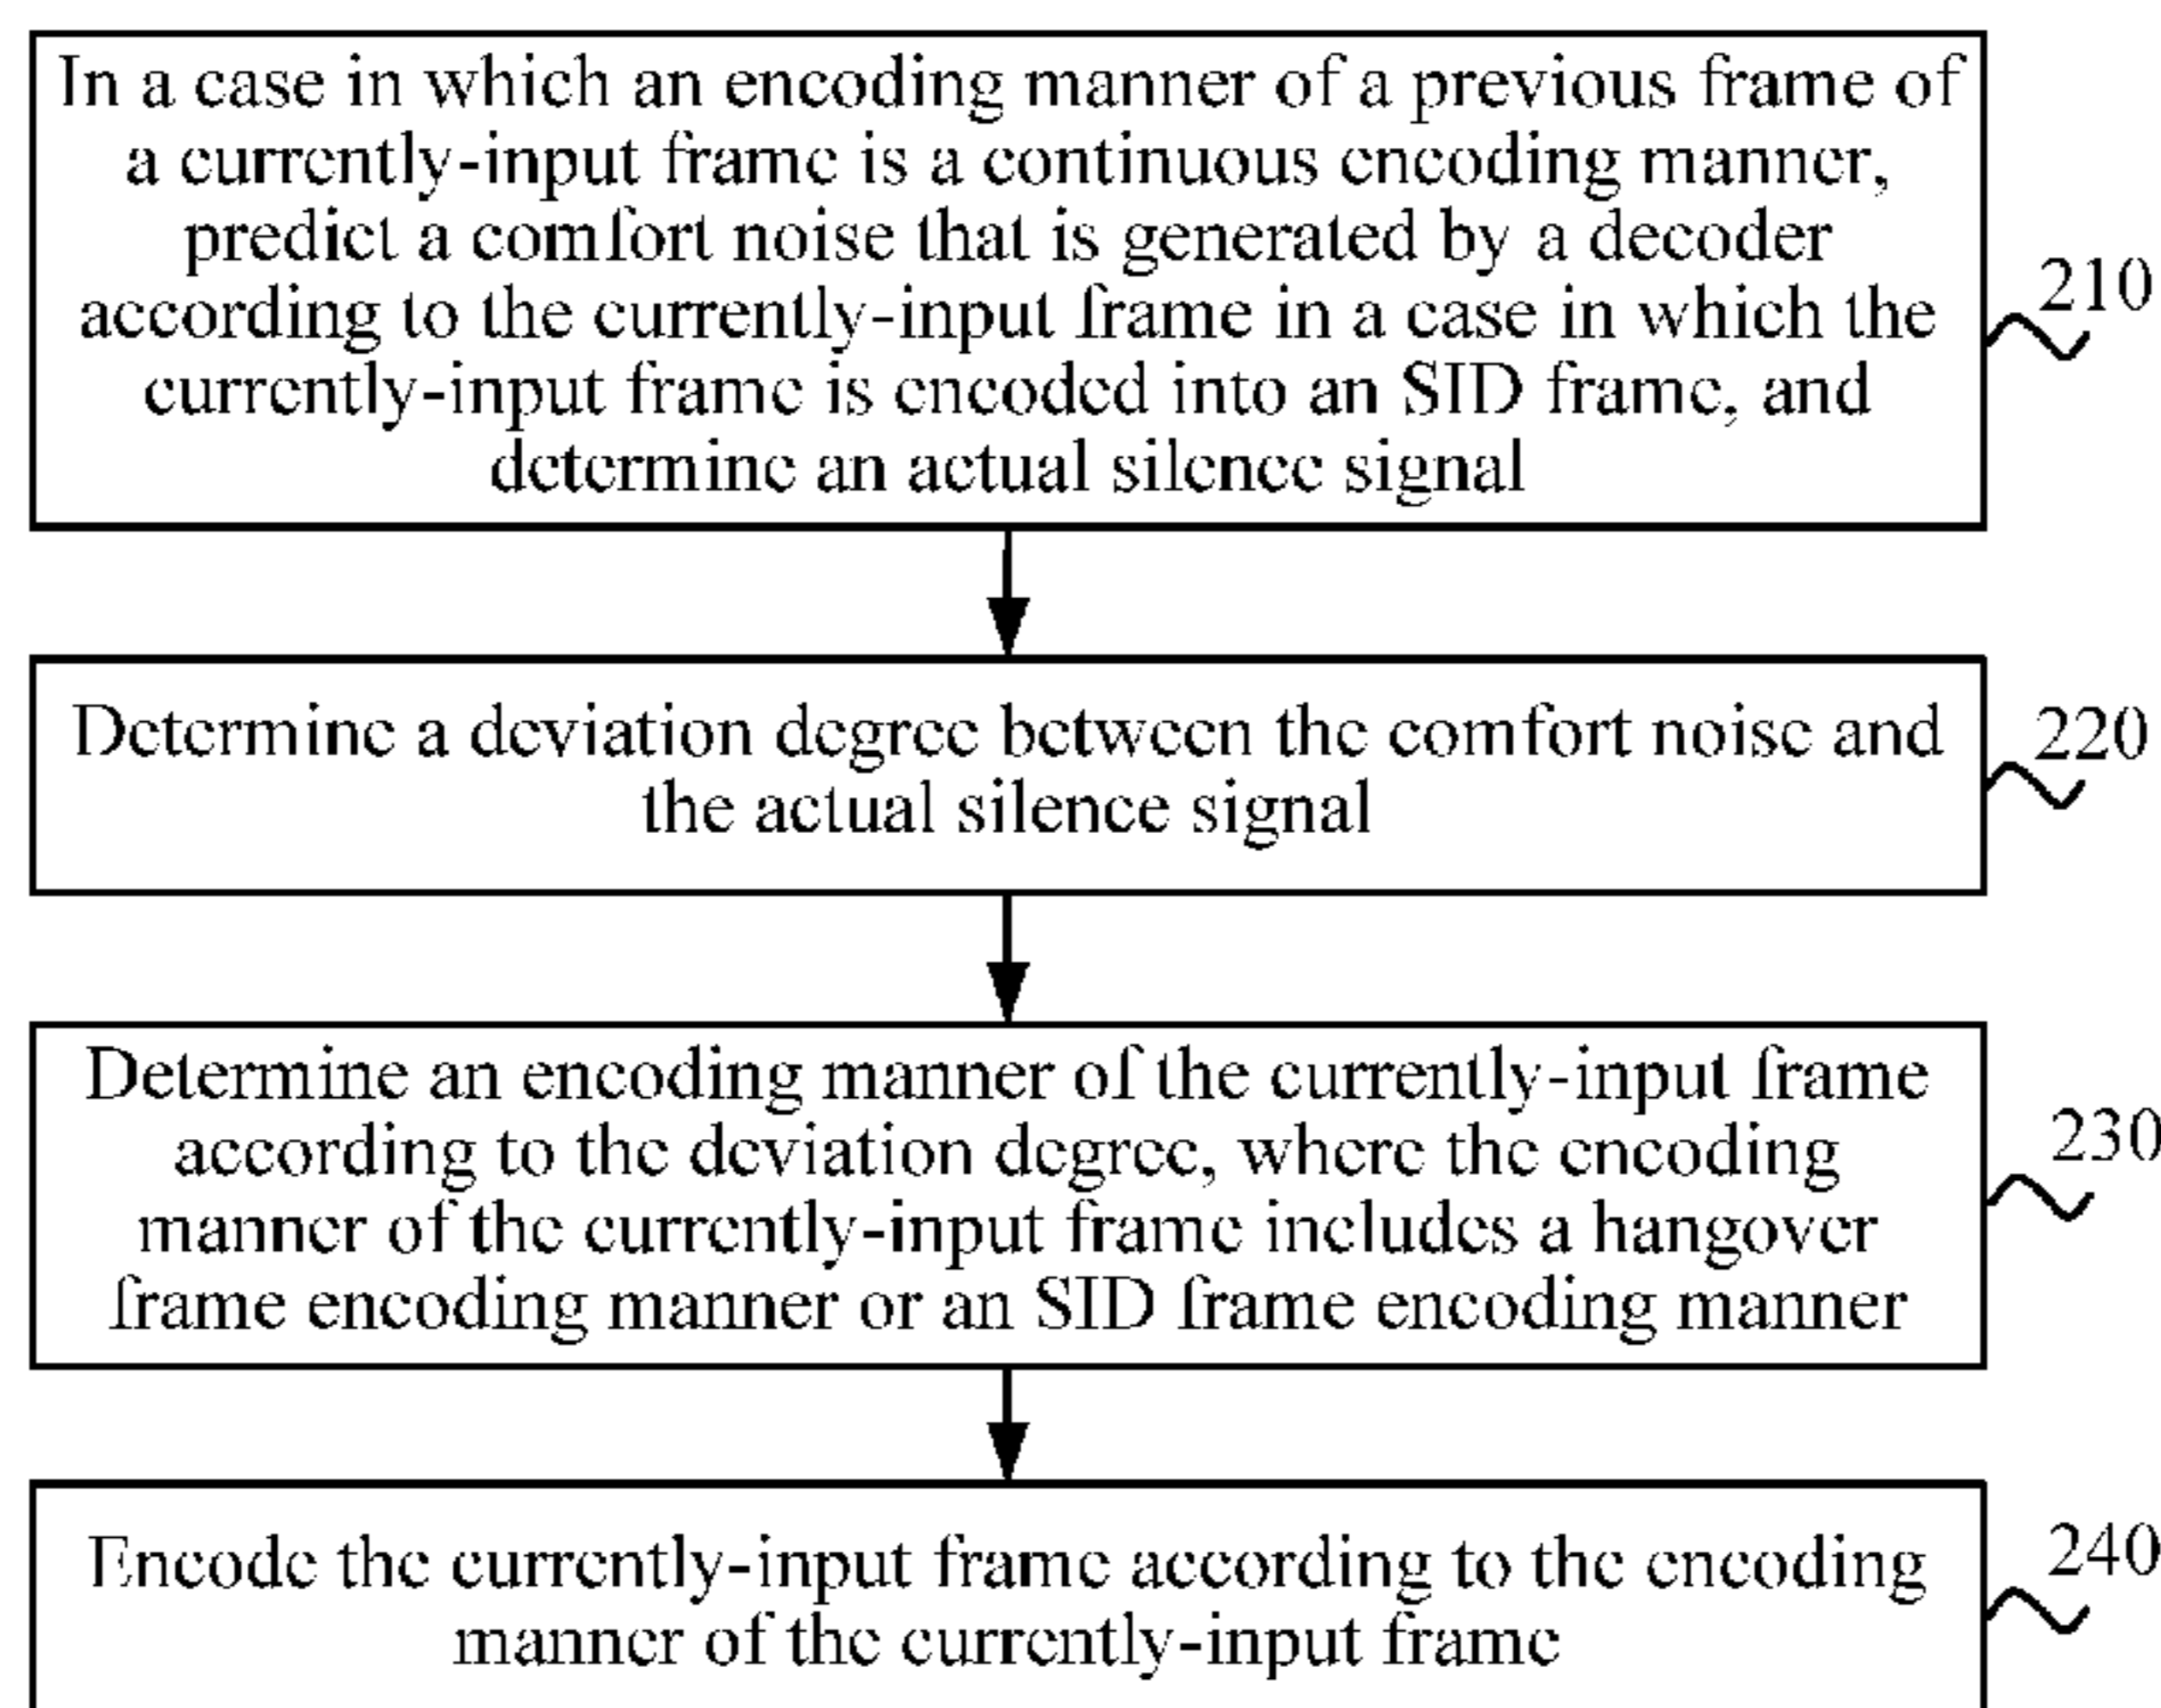 In a case in which an encoding manner of a previous frame of
a currently-input frame is a continuous encoding manner,
predict a comfort noise that is generated by a decoder
according to the currently-input frame in a case in which the
currently-input frame is encoded into an SID frame, and
determine an actual silence signal
210
Determine a deviation degree between the comfort noise and
the actual silence signal
220
Determine an encoding manner of the currently-input frame
according to the deviation degree, where the encoding
manner of the currently-input frame includes a hangover
frame encoding manner or an SID frame encoding manner
230
Encode the currently-input frame according to the encoding
manner of the currently-input frame
240